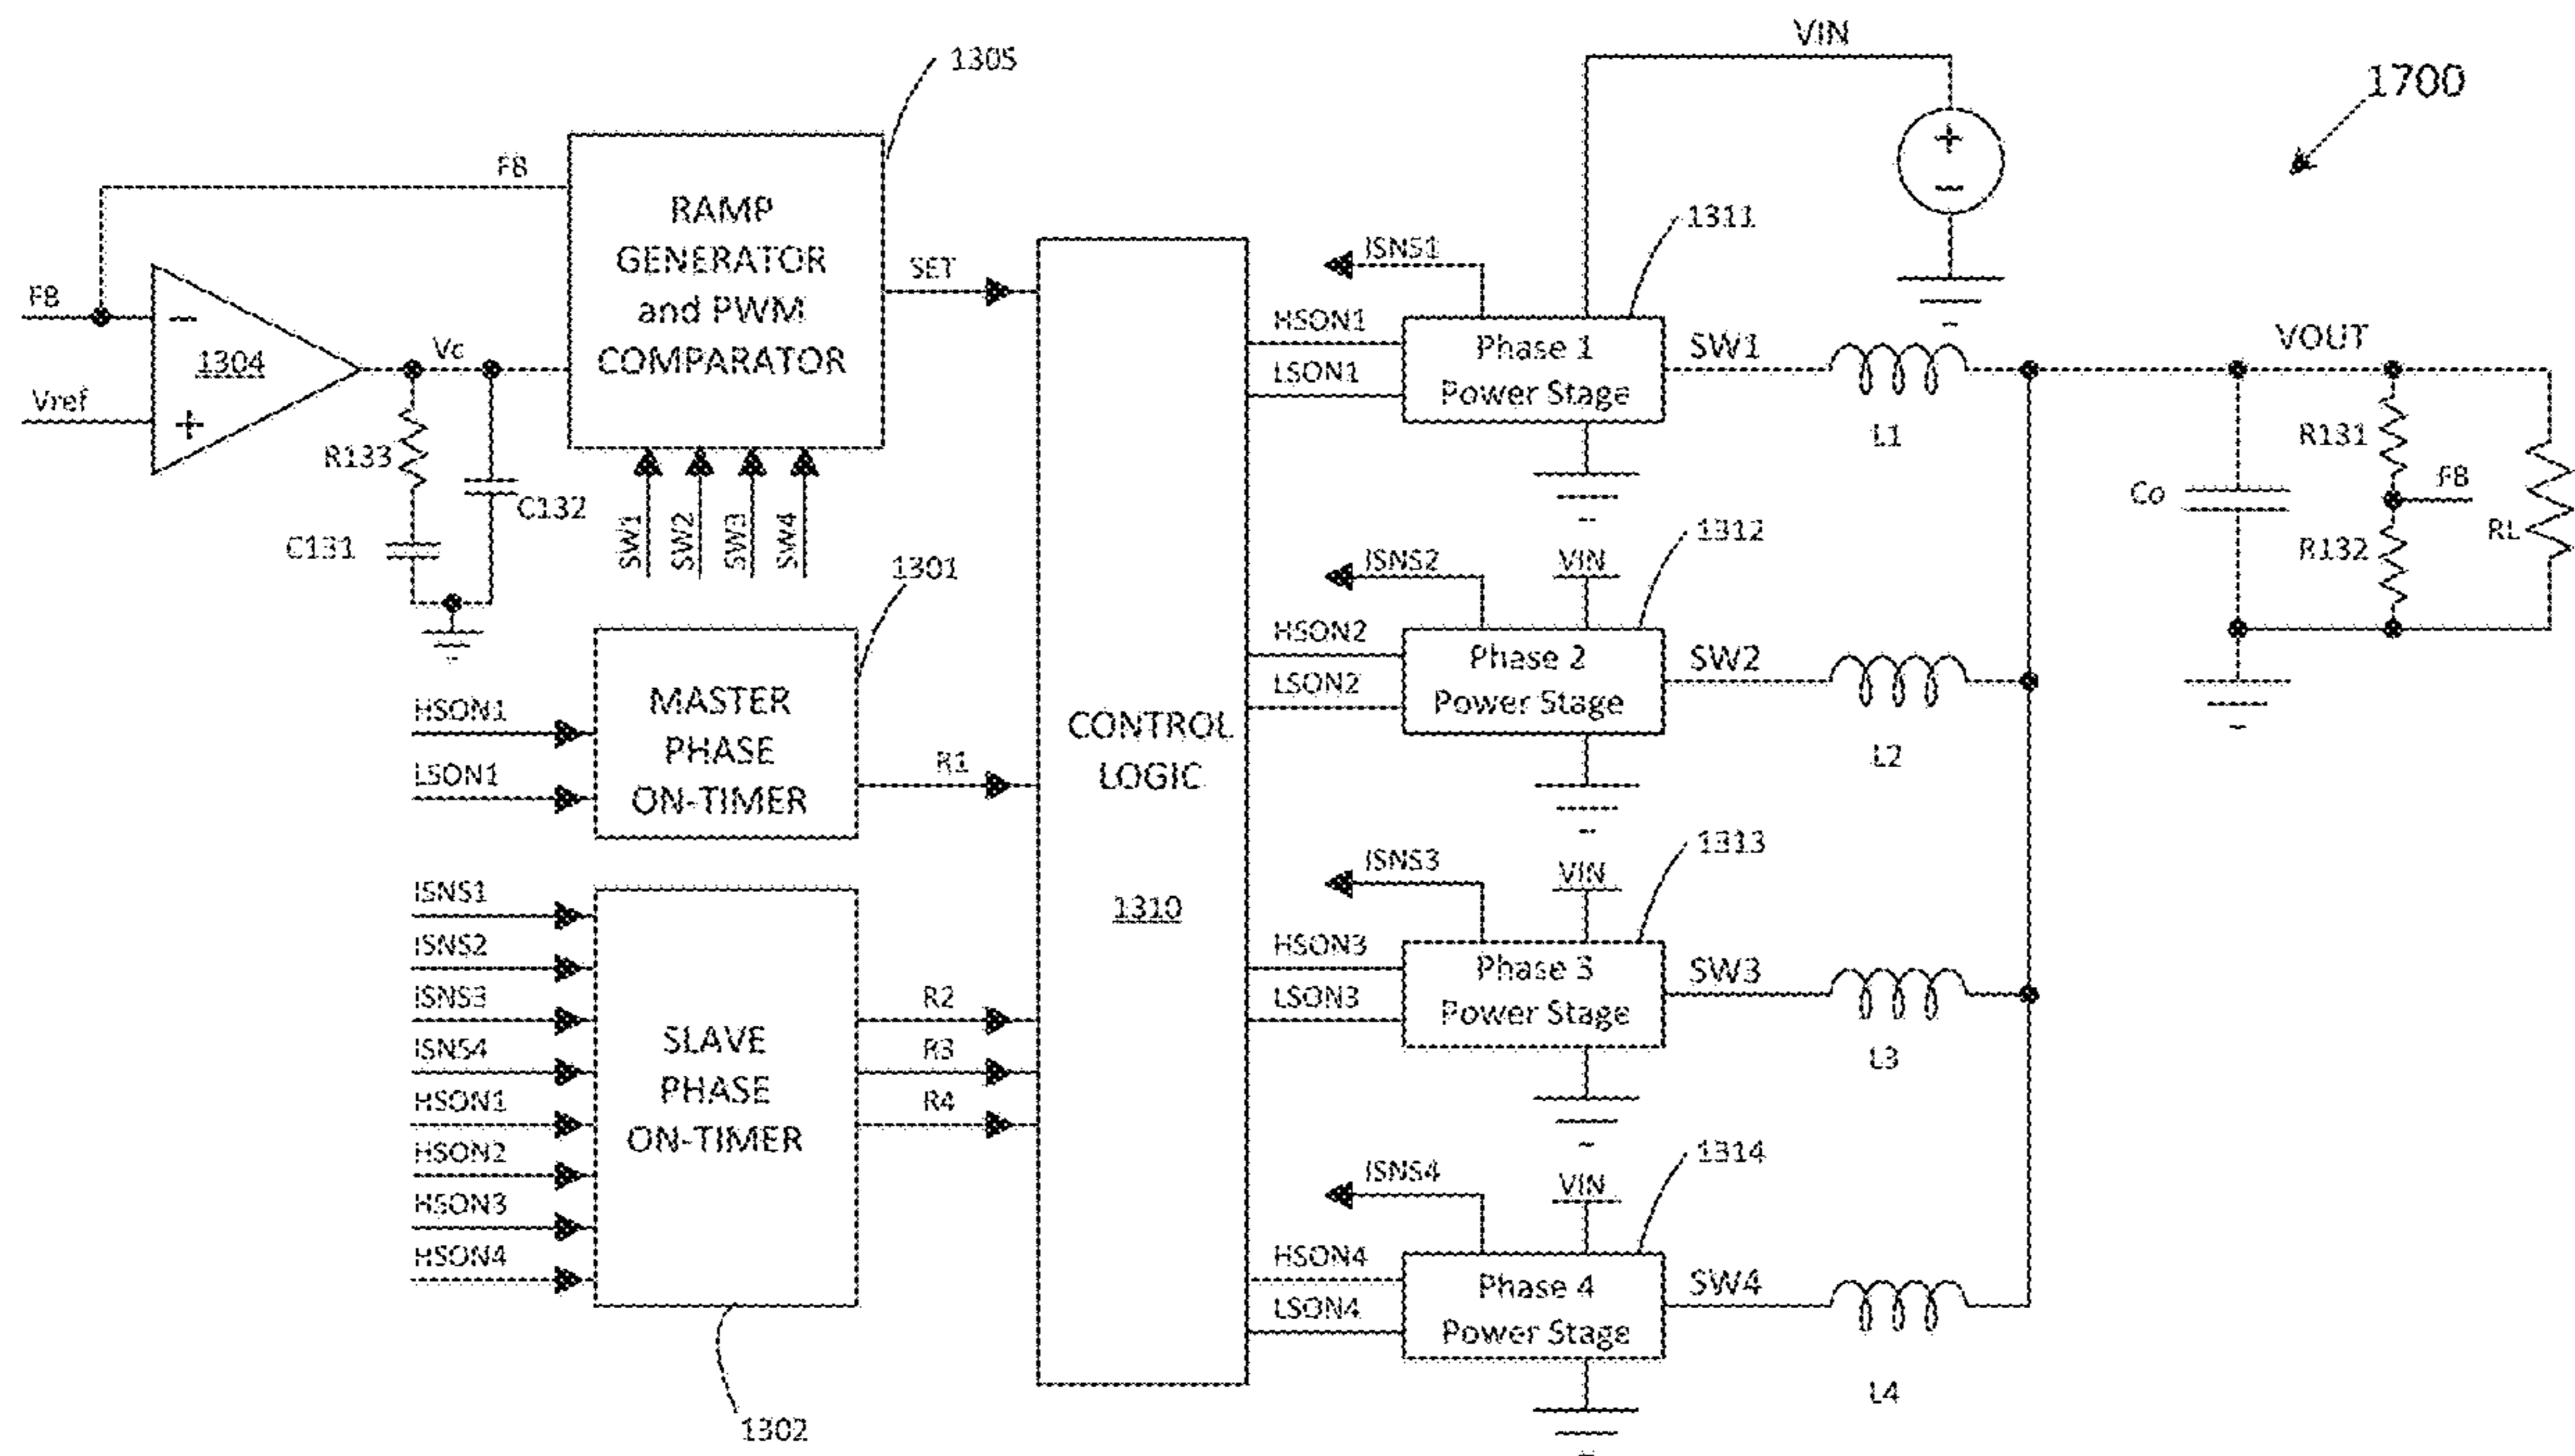 VIN
1700
1305
FB
RAMP
GENERATOR
and PWM
COMPARATOR
SET
FB
−
1304
+
Vref
Vc
R133
C131
C132
SW1
SW2
SW3
SW4
1301
HSON1
LSON1
MASTER
PHASE
ON-TIMER
R1
ISNS1
ISNS2
ISNS3
ISNS4
HSON1
HSON2
HSON3
HSON4
SLAVE
PHASE
ON-TIMER
R2
R3
R4
1302
CONTROL
LOGIC
1310
+
−
ISNS1
1311
HSON1
LSON1
Phase 1
Power Stage
SW1
L1
ISNS2
VIN
1312
HSON2
LSON2
Phase 2
Power Stage
SW2
L2
ISNS3
VIN
1313
HSON3
LSON3
Phase 3
Power Stage
SW3
L3
ISNS4
VIN
1314
HSON4
LSON4
Phase 4
Power Stage
SW4
L4
VOUT
Co
R131
FB
R132
RL